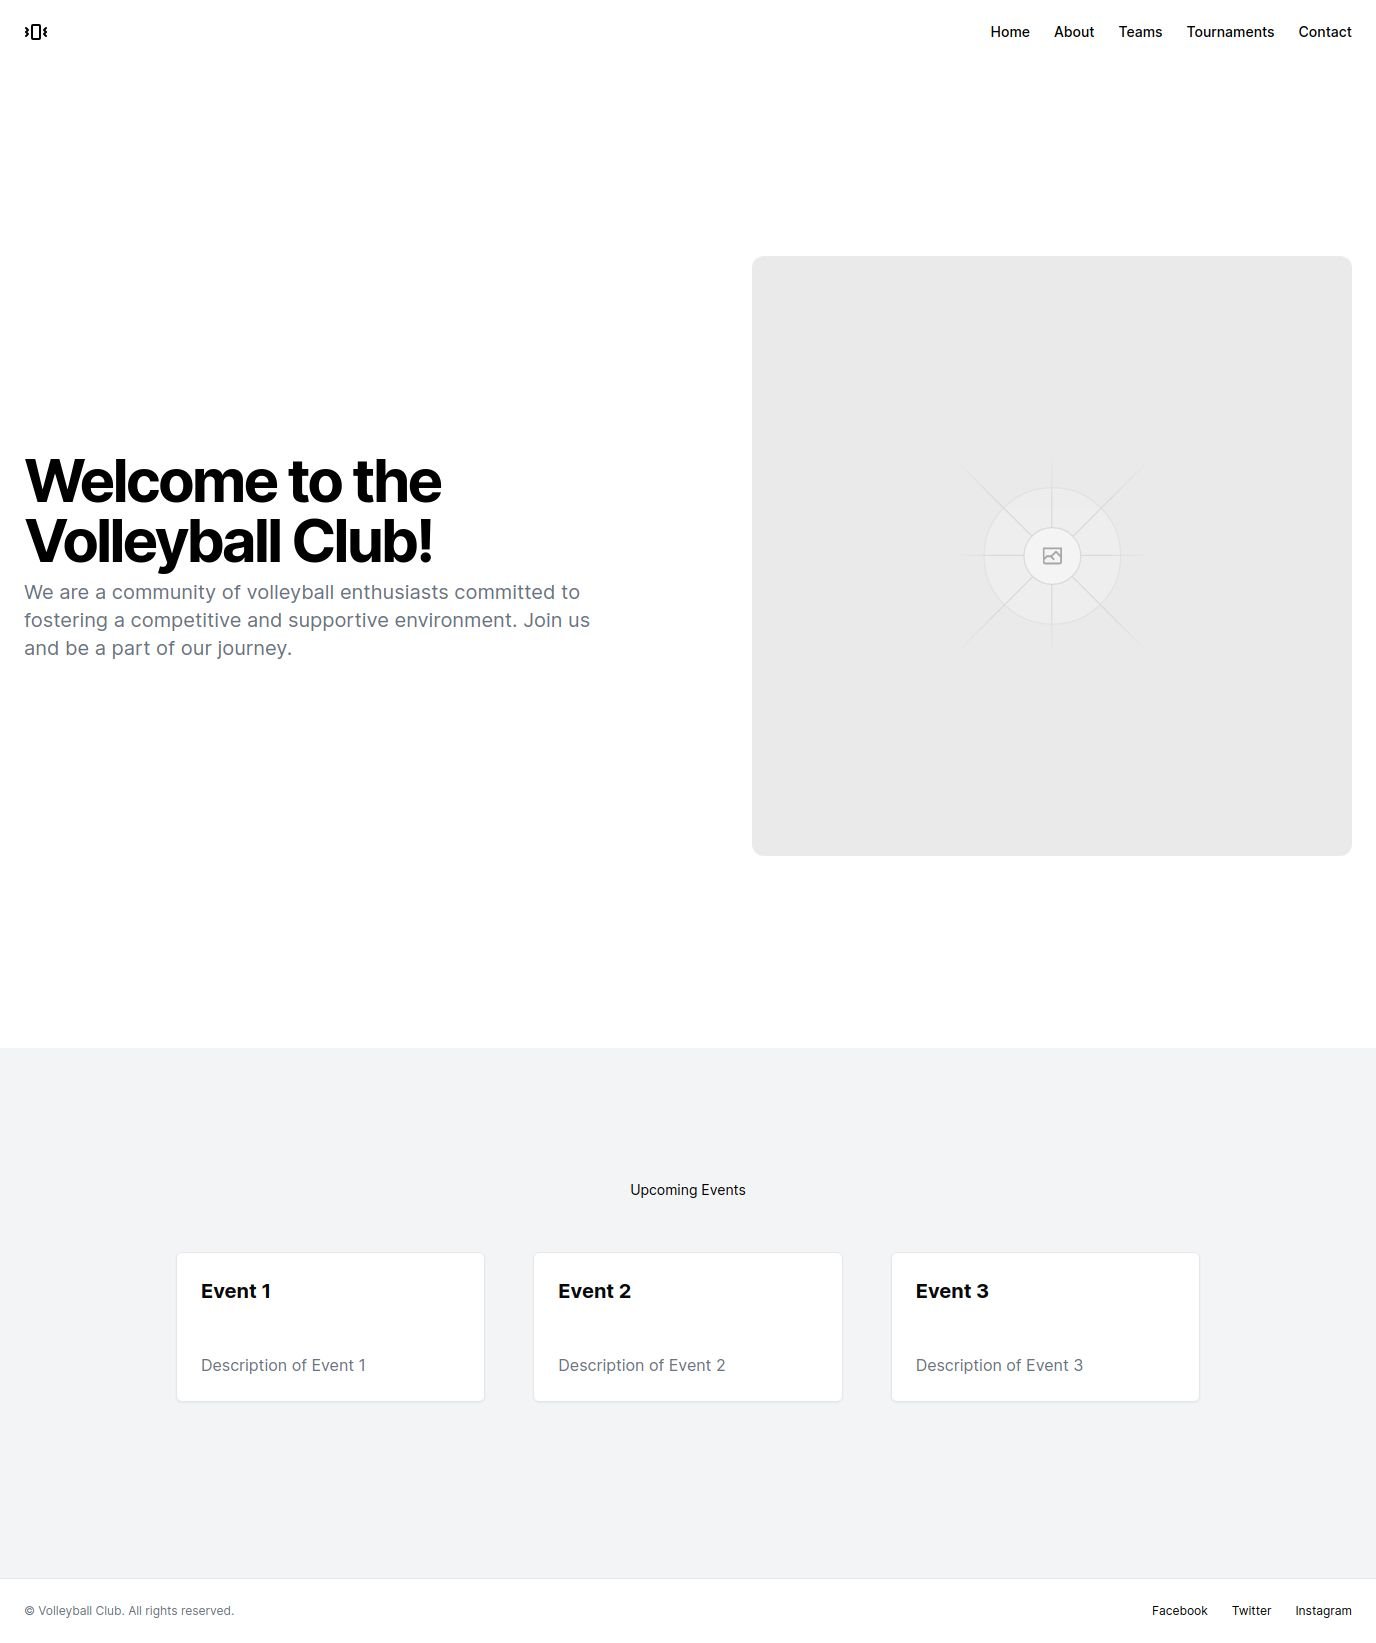 Home About Teams Tournaments Contact
Welcome to the
Volleyball Club!
We are a community of volleyball enthusiasts committed to
fostering a competitive and supportive environment. Join us
and be a part of our journey.
Upcoming Events
Event 1
Description of Event 1
Event 2
Description of Event 2
Event 3
Description of Event 3
© Volleyball Club. All rights reserved.
Facebook Twitter Instagram